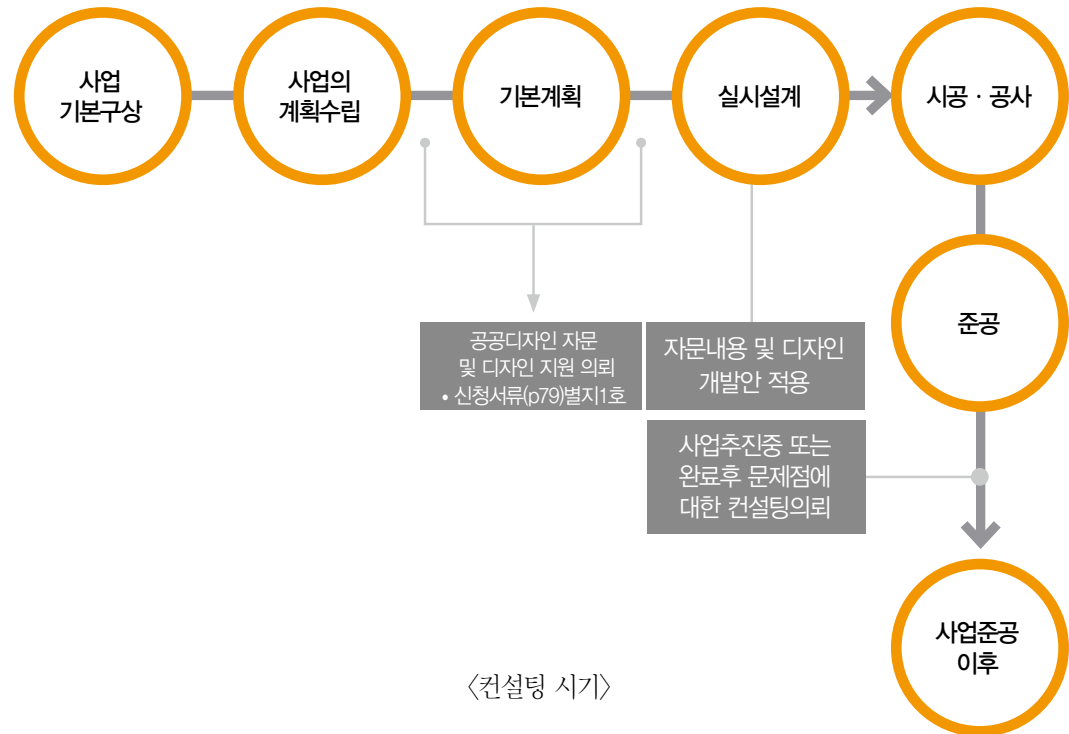 사업
기본구상
사업의
계획수립
기본계획
실시설계
시공 · 공사
준공
공공디자인 자문
및 디자인 지원 의뢰
• 신청서류(p79)별지1호
자문내용 및 디자인
개발안 적용
사업추진중 또는
완료후 문제점에
대한 컨설팅의뢰
사업준공
이후
〈컨설팅 시기〉